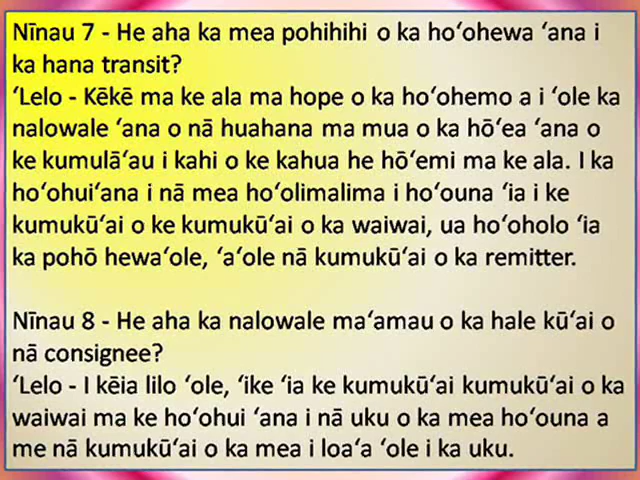 Nīnau 7 - He aha ka mea pohihihi o ka hoʻohewa ʻana i
ka hana transit?
ʻLelo - Kēkē ma ke ala ma hope o ka hoʻohemo a i ʻole ka
nalowale ʻana o nā huahana ma mua o ka hōʻea ʻana o
ke kumulāʻau i kahi o ke kahua he hōʻemi ma ke ala. I ka
hoʻohuiʻana i nā mea hoʻolimalima i hoʻouna ʻia i ke
kumukūʻai o ke kumukūʻai o ka waiwai, ua hoʻoholo ʻia
ka pohō hewaʻole, ʻaʻole nā kumukūʻai o ka remitter.
Nīnau 8 - He aha ka nalowale maʻamau o ka hale kūʻai o
nā consignee?
ʻLelo - I kēia lilo ʻole, ʻike ʻia ke kumukūʻai kumukūʻai o ka
waiwai ma ke hoʻohui ʻana i nā uku o ka mea hoʻouna a
me nā kumukūʻai o ka mea i loaʻa ʻole i ka uku.